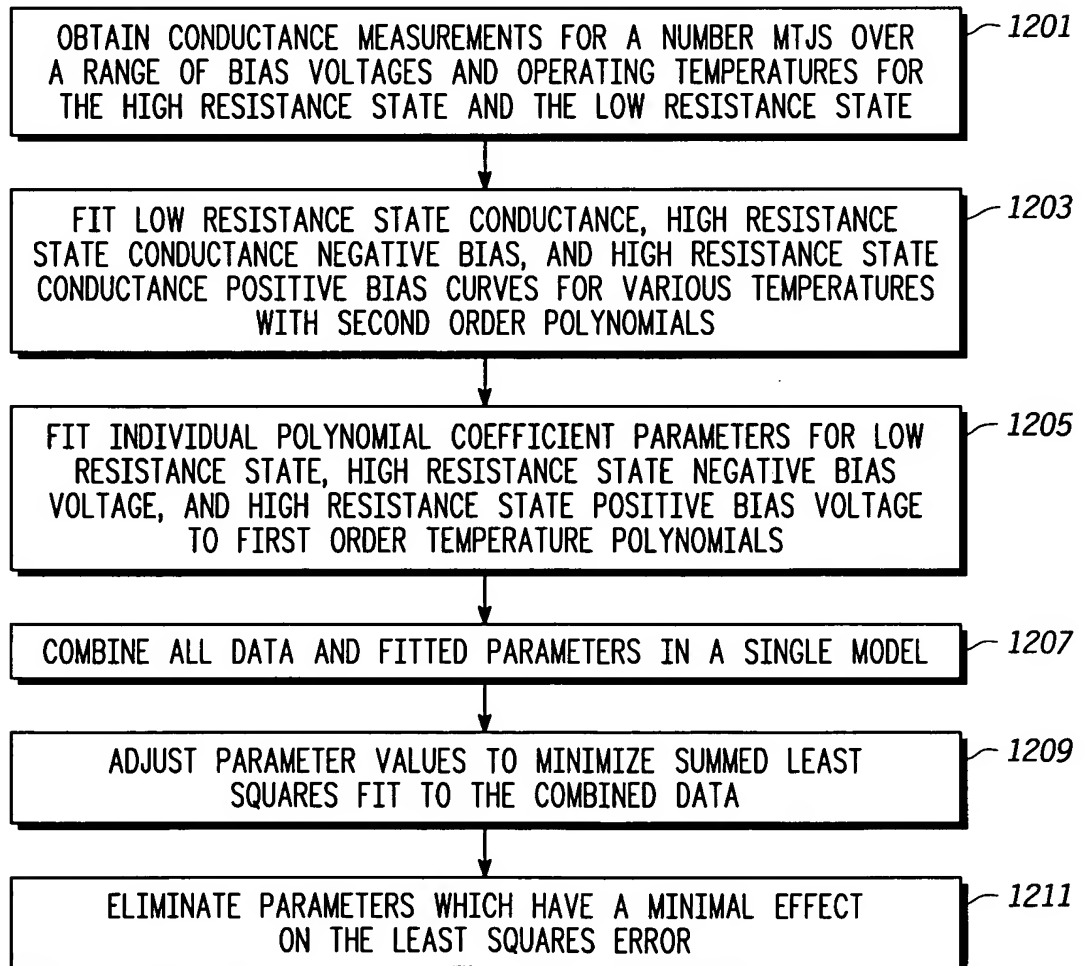 OBTAIN CONDUCTANCE MEASUREMENTS FOR A NUMBER MTJS OVER
A RANGE OF BIAS VOLTAGES AND OPERATING TEMPERATURES FOR
THE HIGH RESISTANCE STATE AND THE LOW RESISTANCE STATE
1201
FIT LOW RESISTANCE STATE CONDUCTANCE, HIGH RESISTANCE
STATE CONDUCTANCE NEGATIVE BIAS, AND HIGH RESISTANCE STATE
CONDUCTANCE POSITIVE BIAS CURVES FOR VARIOUS TEMPERATURES
WITH SECOND ORDER POLYNOMIALS
1203
FIT INDIVIDUAL POLYNOMIAL COEFFICIENT PARAMETERS FOR LOW
RESISTANCE STATE, HIGH RESISTANCE STATE NEGATIVE BIAS
VOLTAGE, AND HIGH RESISTANCE STATE POSITIVE BIAS VOLTAGE
TO FIRST ORDER TEMPERATURE POLYNOMIALS
1205
COMBINE ALL DATA AND FITTED PARAMETERS IN A SINGLE MODEL
1207
ADJUST PARAMETER VALUES TO MINIMIZE SUMMED LEAST
SQUARES FIT TO THE COMBINED DATA
1209
ELIMINATE PARAMETERS WHICH HAVE A MINIMAL EFFECT
ON THE LEAST SQUARES ERROR
1211